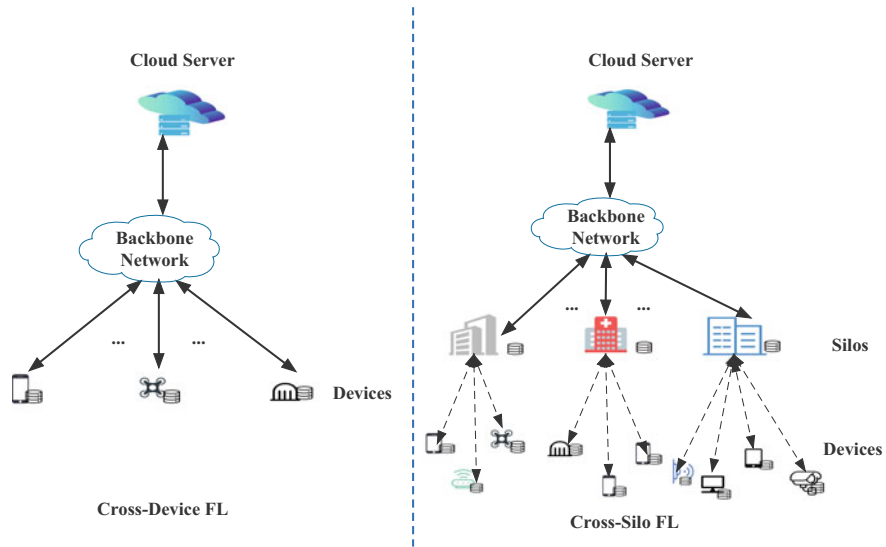 Cloud Server
Backbone
Network
...
...
Devices
Cross-Device FL
Cloud Server
Backbone
Network
...
...
Silos
Devices
Cross-Silo FL